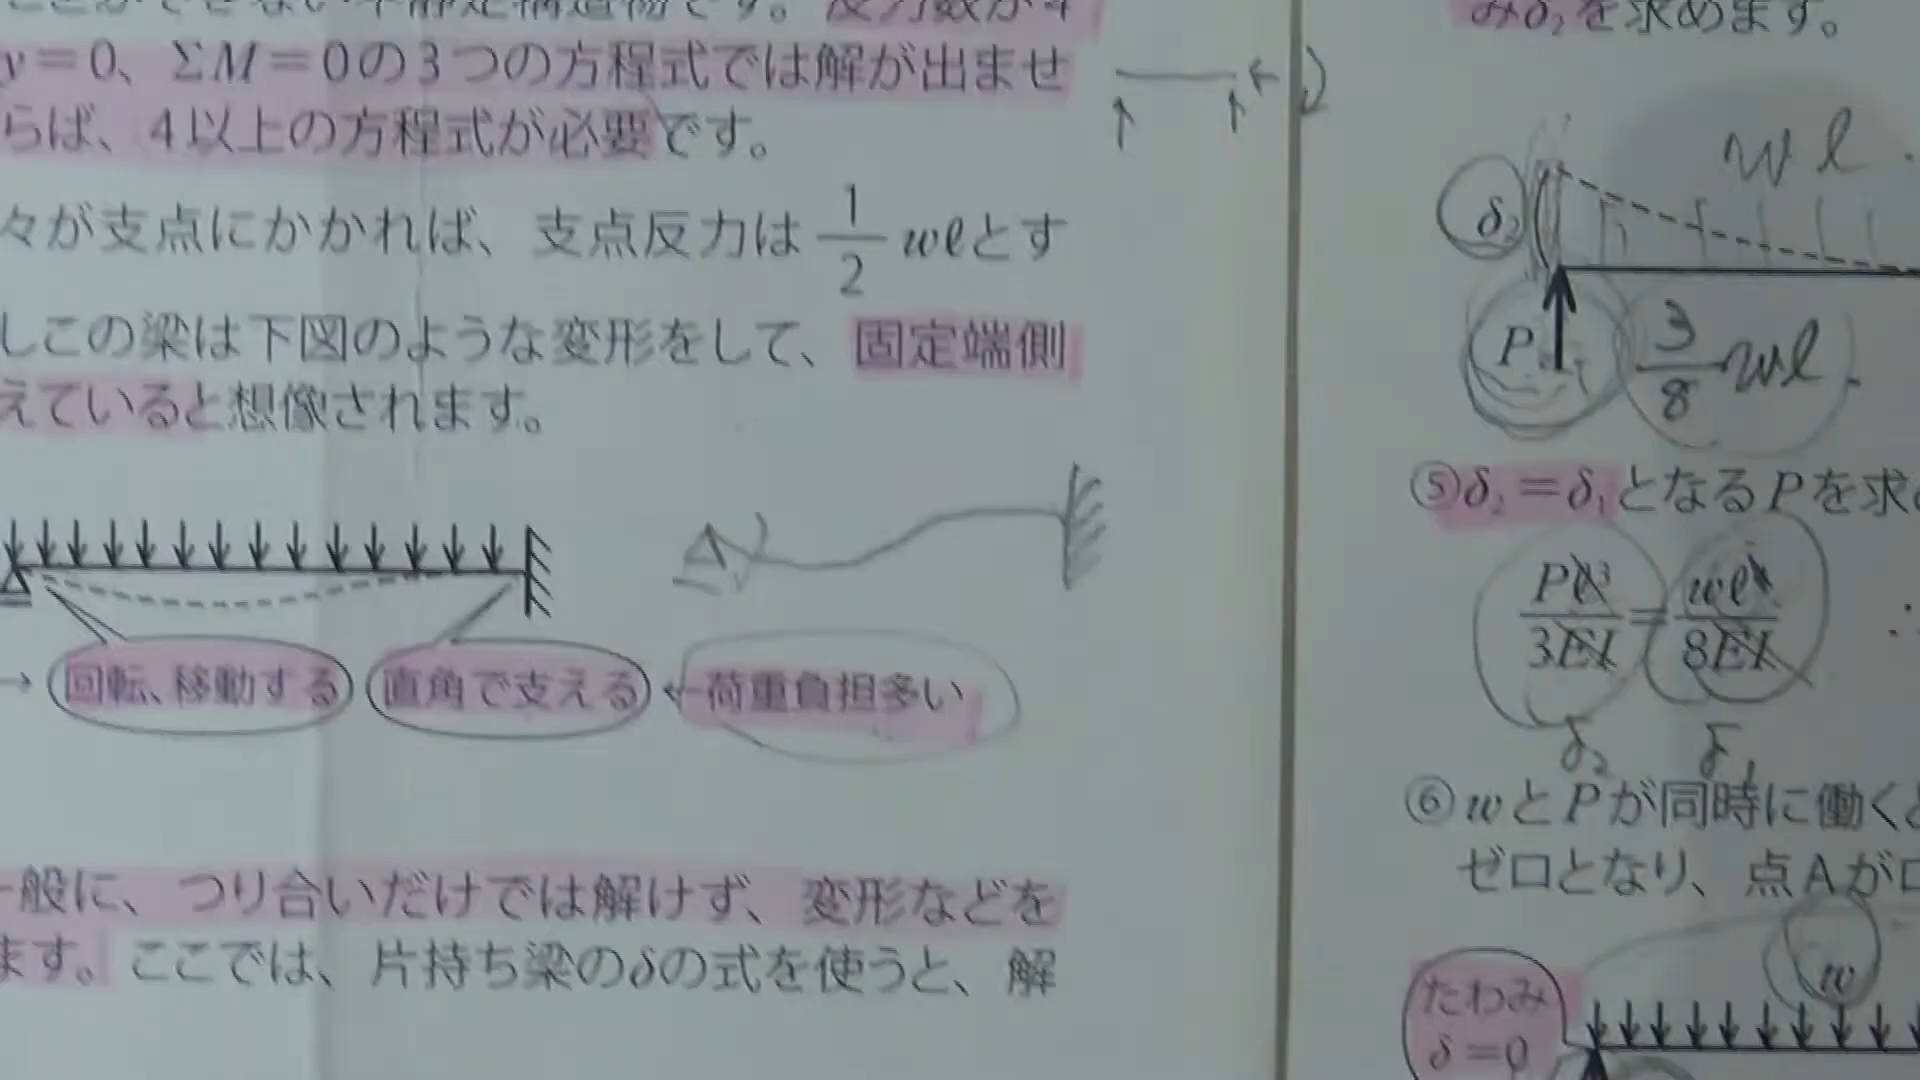 y=0、ΣM=0の3つの方程式では解が出ませ
らば、4以上の方程式が必要です。
々が支点にかかれば、支点反力は 1/2 wℓとす
しこの梁は下図のような変形をして、固定端側
えていると想像されます。
→ 回転、移動する 直角で支える ←荷重負担多い
一般に、つり合いだけでは解けず、変形などを
ます。ここでは、片持ち梁のδの式を使うと、解
みδ₂を求めます。
wℓ
δ₂
P 3/8 wℓ
⑤δ₂=δ₁となるPを求め
Pℓ³/3EI = wℓ⁴/8EI
δ₂ δ₁
⑥wとPが同時に働くと
ゼロとなり、点Aがロ
w
たわみ
δ=0